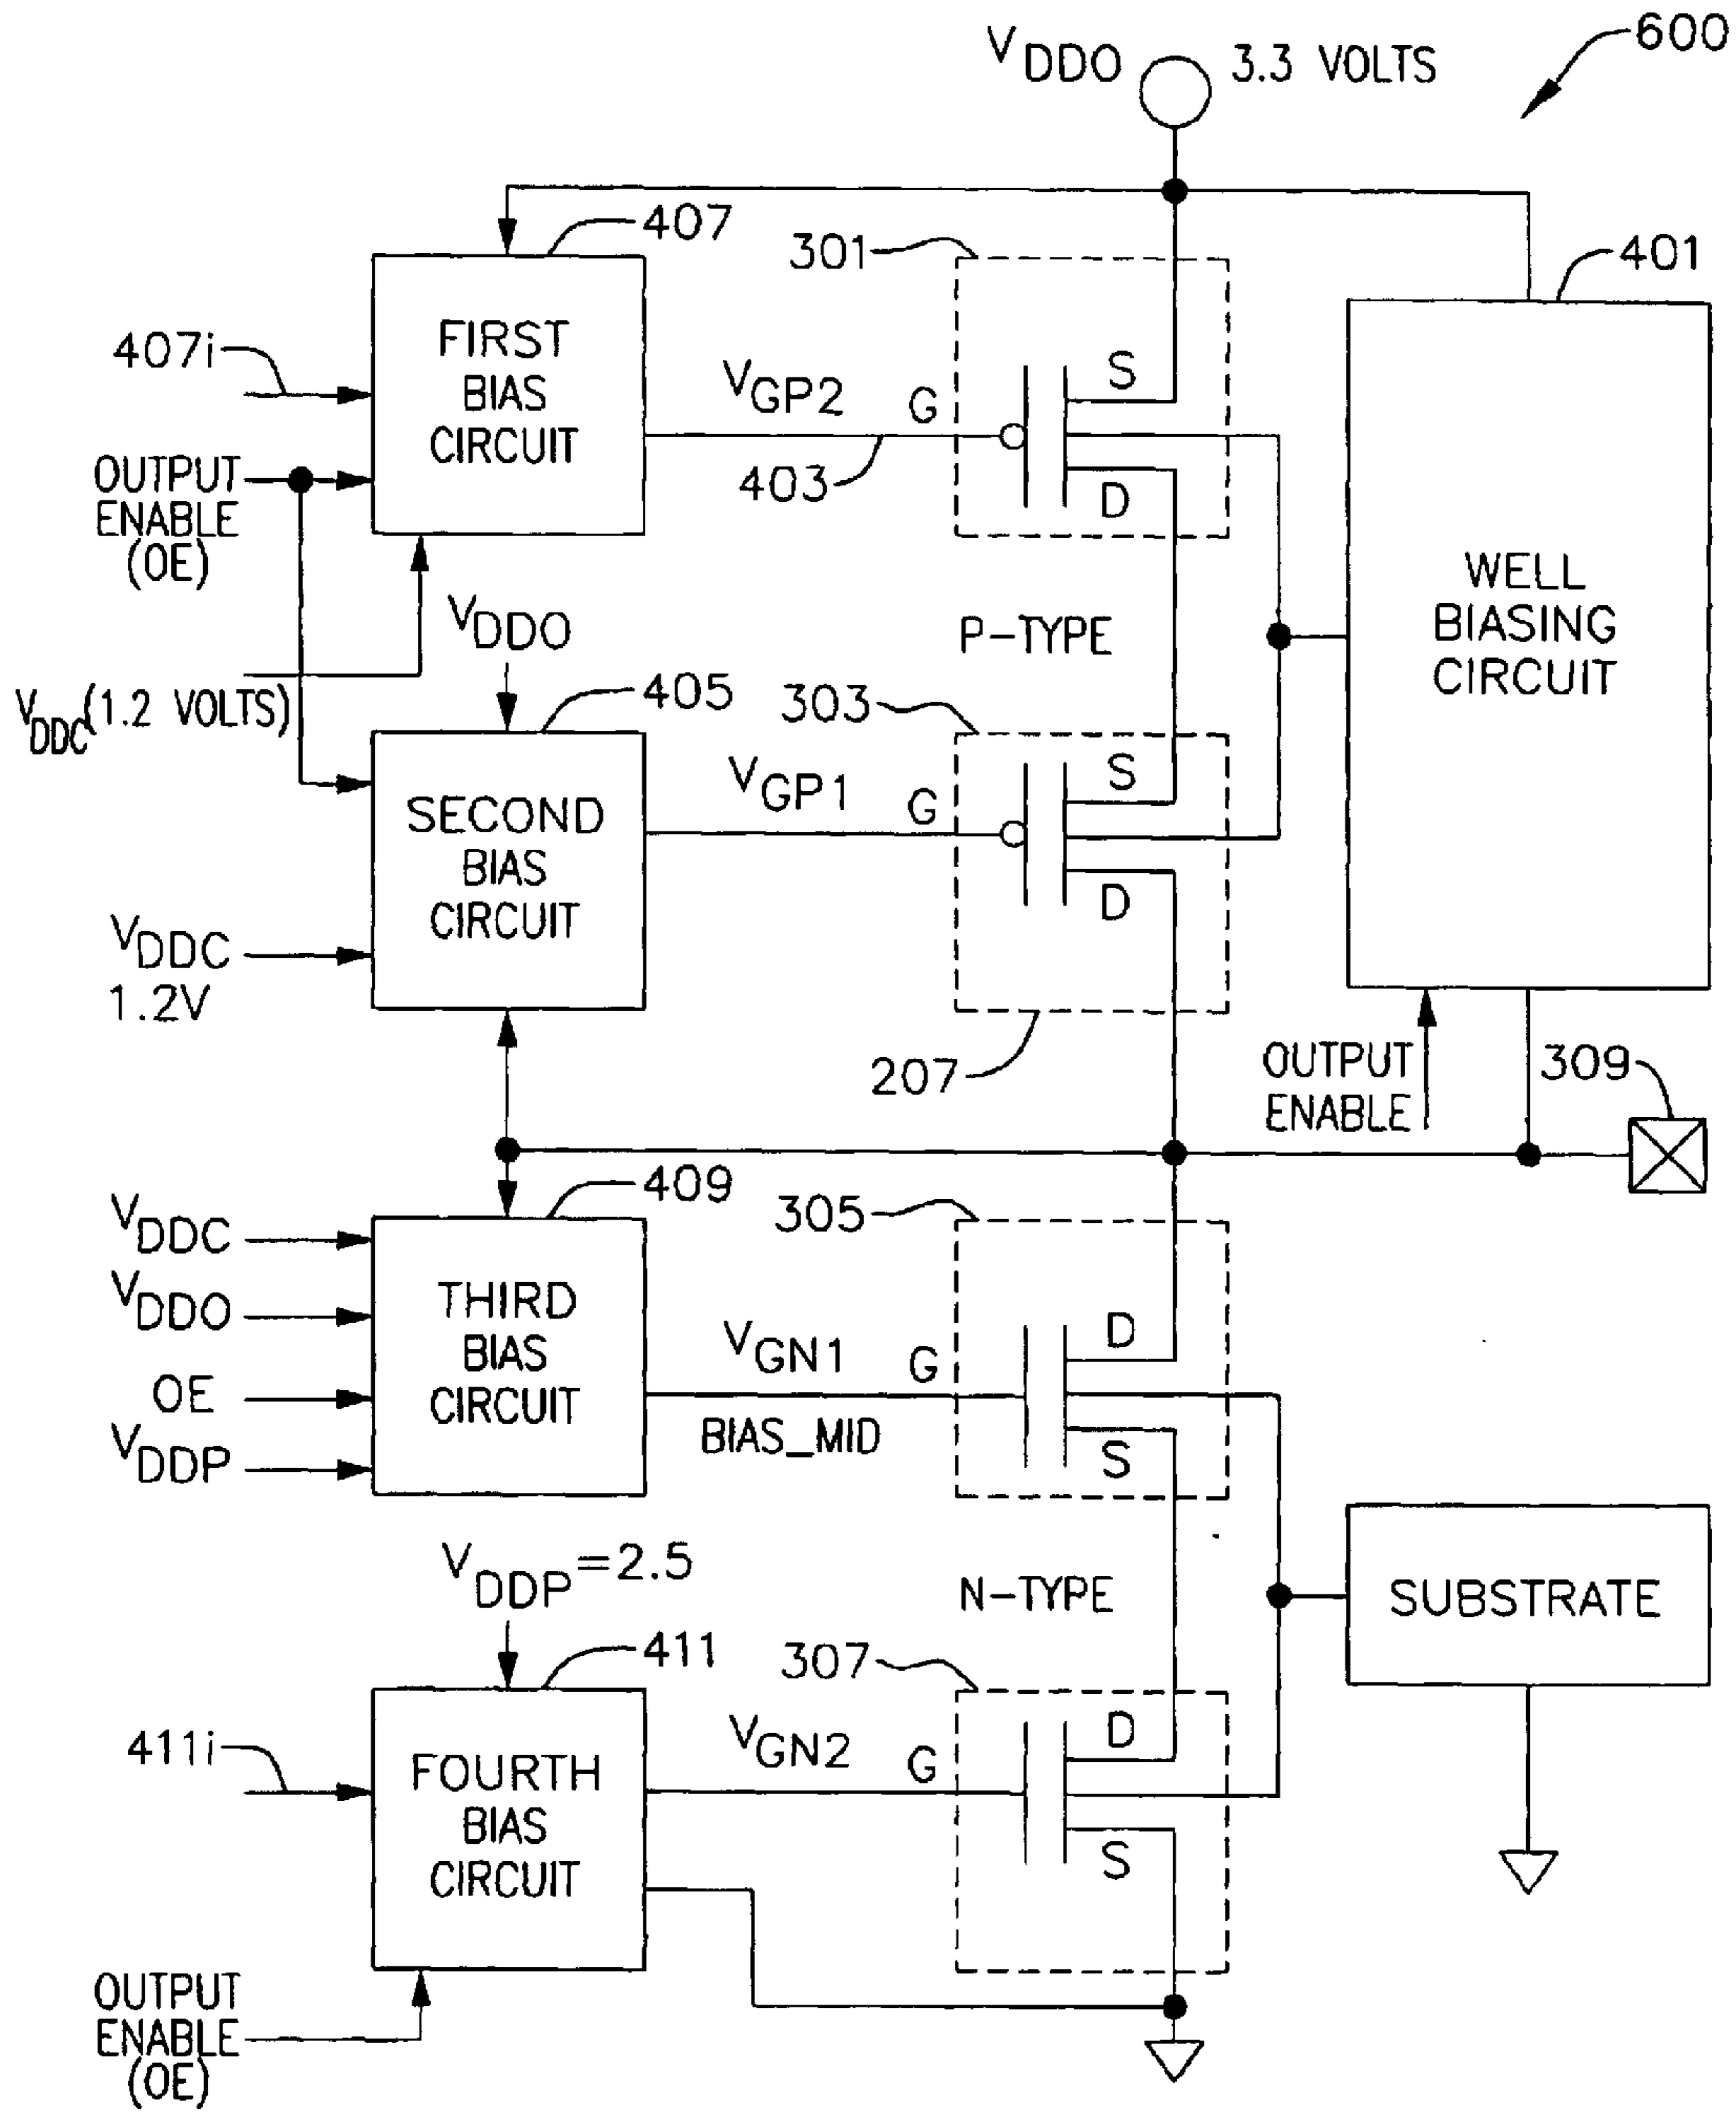 600
V DDO 3.3 VOLTS
407
301
401
FIRST
BIAS
CIRCUIT
407i
VGP2
G
S
D
403
OUTPUT
ENABLE
(OE)
WELL
BIASING
CIRCUIT
VDDO
P-TYPE
VDDC(1.2 VOLTS)
405
303
SECOND
BIAS
CIRCUIT
VGP1
G
S
D
VDDC
1.2V
207
OUTPUT
ENABLE
309
409
305
VDDC
VDDO
OE
VDDP
THIRD
BIAS
CIRCUIT
VGN1
BIAS_MID
G
D
S
VDDP=2.5
N-TYPE
SUBSTRATE
411
307
411i
FOURTH
BIAS
CIRCUIT
VGN2
G
D
S
OUTPUT
ENABLE
(OE)